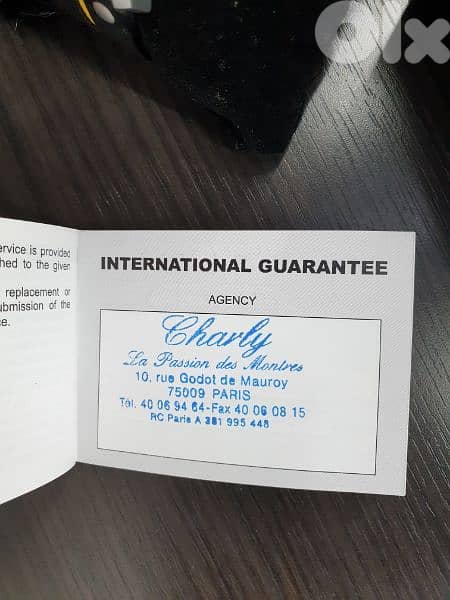 olx
ervice is provided
hed to the given
replacement or
ubmission of the
ce.
INTERNATIONAL GUARANTEE
AGENCY
Charly
La Passion des Montres
10, rue Godot de Mauroy
75009 PARIS
Tél. 40 06 94 64-Fax 40 06 08 15
RC Paris A 381 995 448